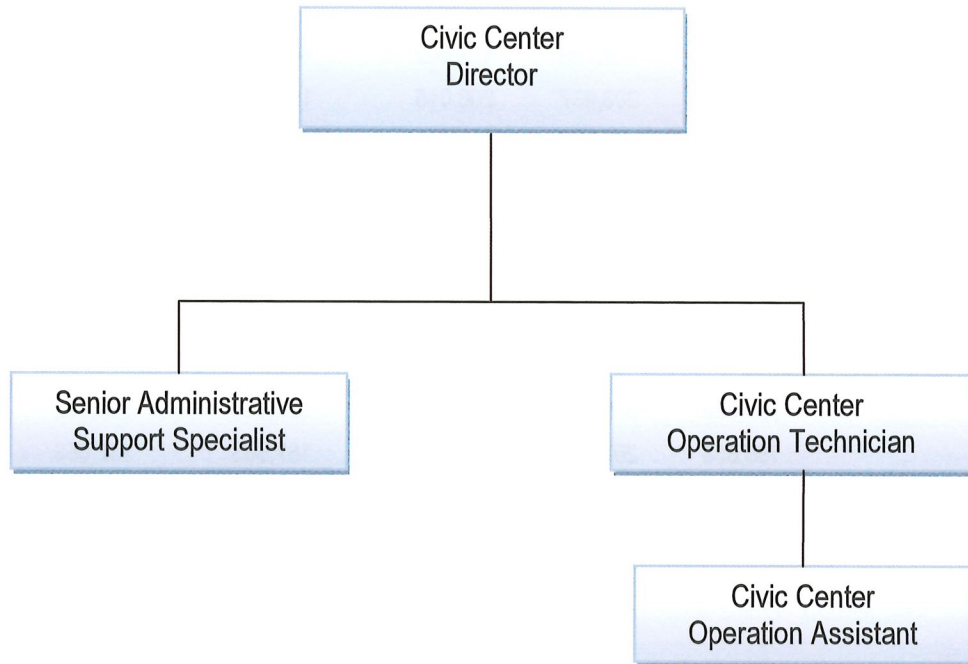 Civic Center
Director
Senior Administrative
Support Specialist
Civic Center
Operation Technician
Civic Center
Operation Assistant